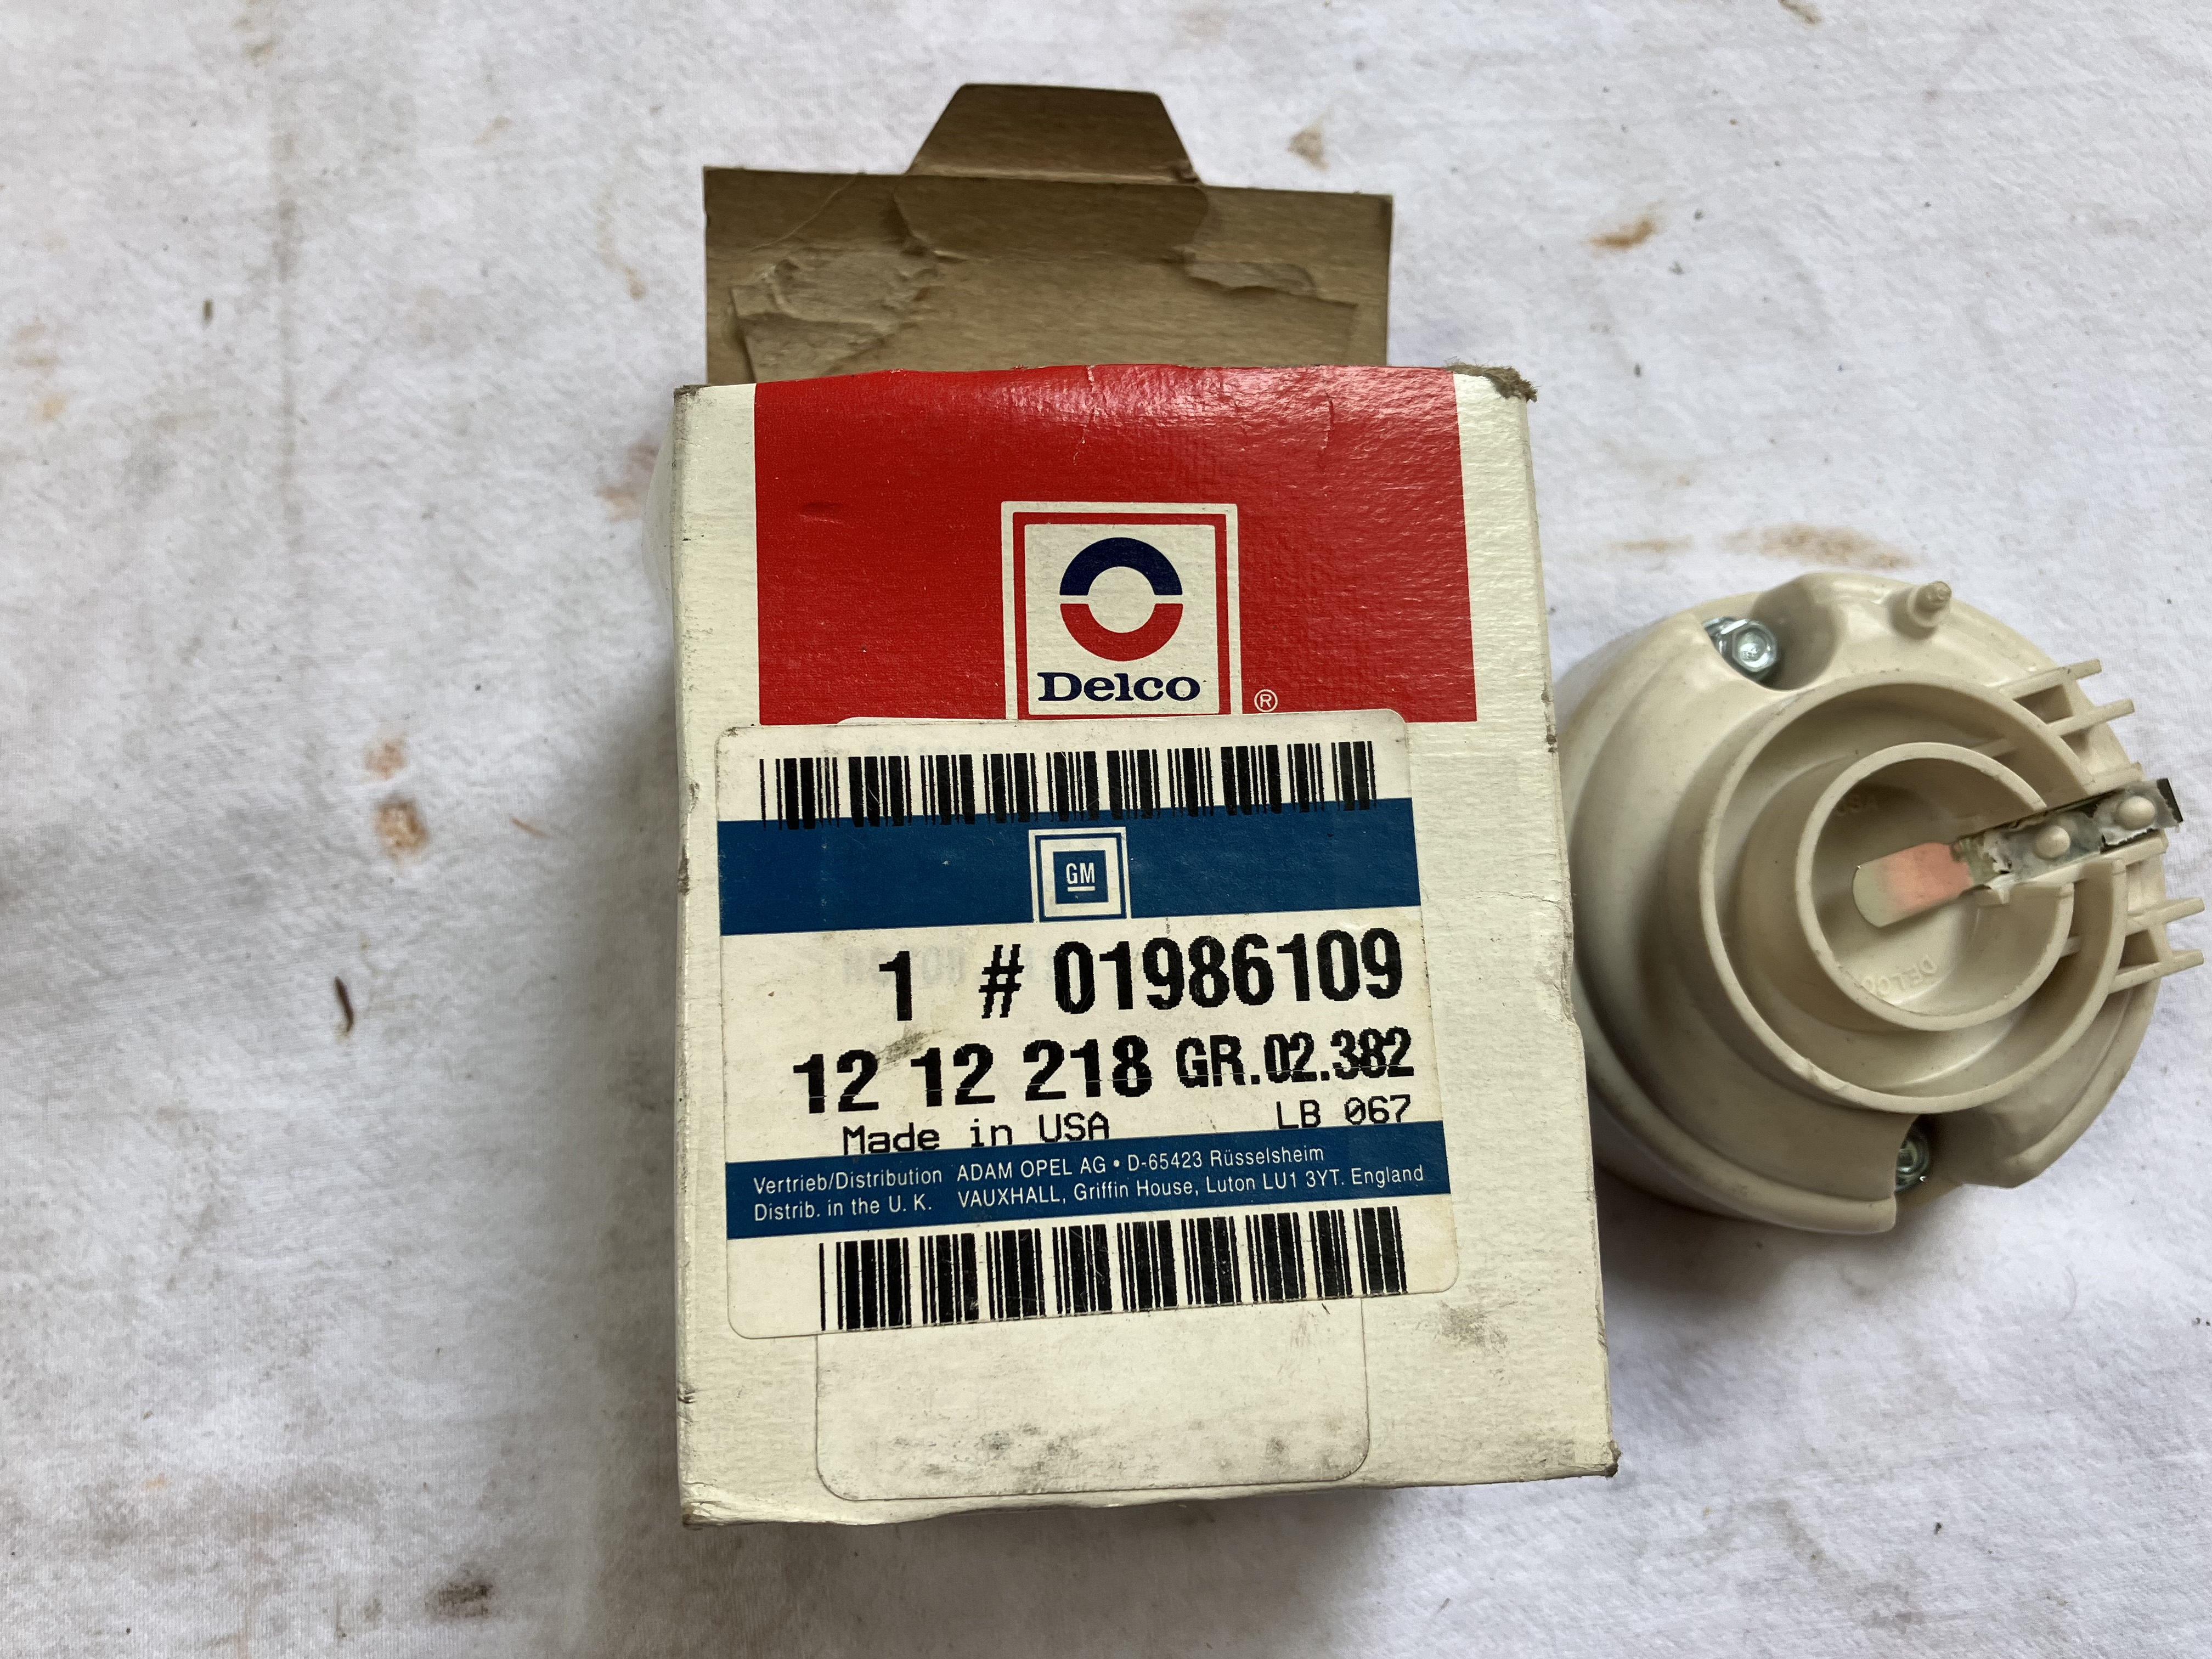 Delco ®
GM
1 # 01986109
12 12 218 GR.02.382
Made in USA LB 067
Vertrieb/Distribution ADAM OPEL AG • D-65423 Rüsselsheim
Distrib. in the U. K. VAUXHALL, Griffin House, Luton LU1 3YT. England
USA
DELCO